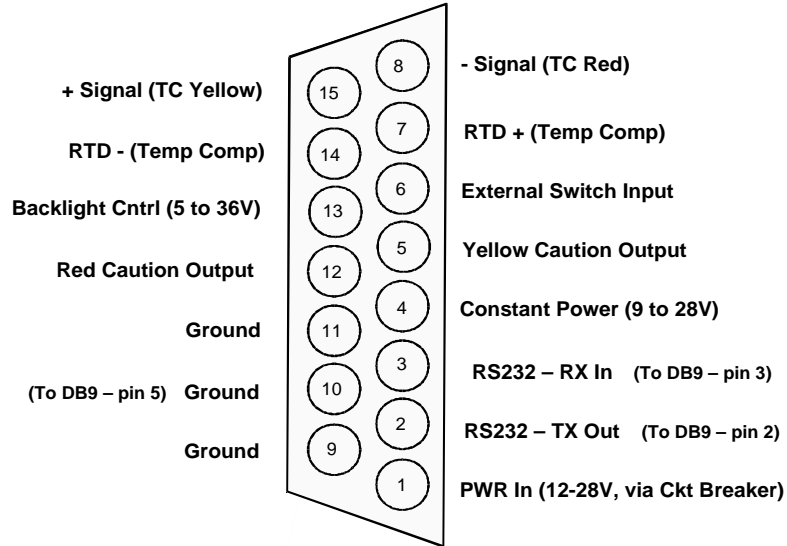 8
- Signal (TC Red)
+ Signal (TC Yellow)
15
7
RTD + (Temp Comp)
RTD - (Temp Comp)
14
6
External Switch Input
Backlight Cntrl (5 to 36V)
13
5
Yellow Caution Output
Red Caution Output
12
4
Constant Power (9 to 28V)
Ground
11
3
RS232 – RX In (To DB9 – pin 3)
(To DB9 – pin 5) Ground
10
2
RS232 – TX Out (To DB9 – pin 2)
Ground
9
1
PWR In (12-28V, via Ckt Breaker)